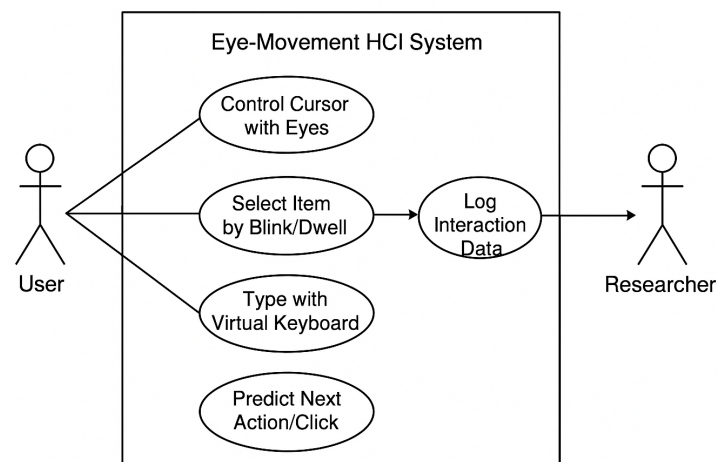 Eye-Movement HCI System
Control Cursor
with Eyes
Select Item
by Blink/Dwell
Log
Interaction
Data
Type with
Virtual Keyboard
Predict Next
Action/Click
User
Researcher